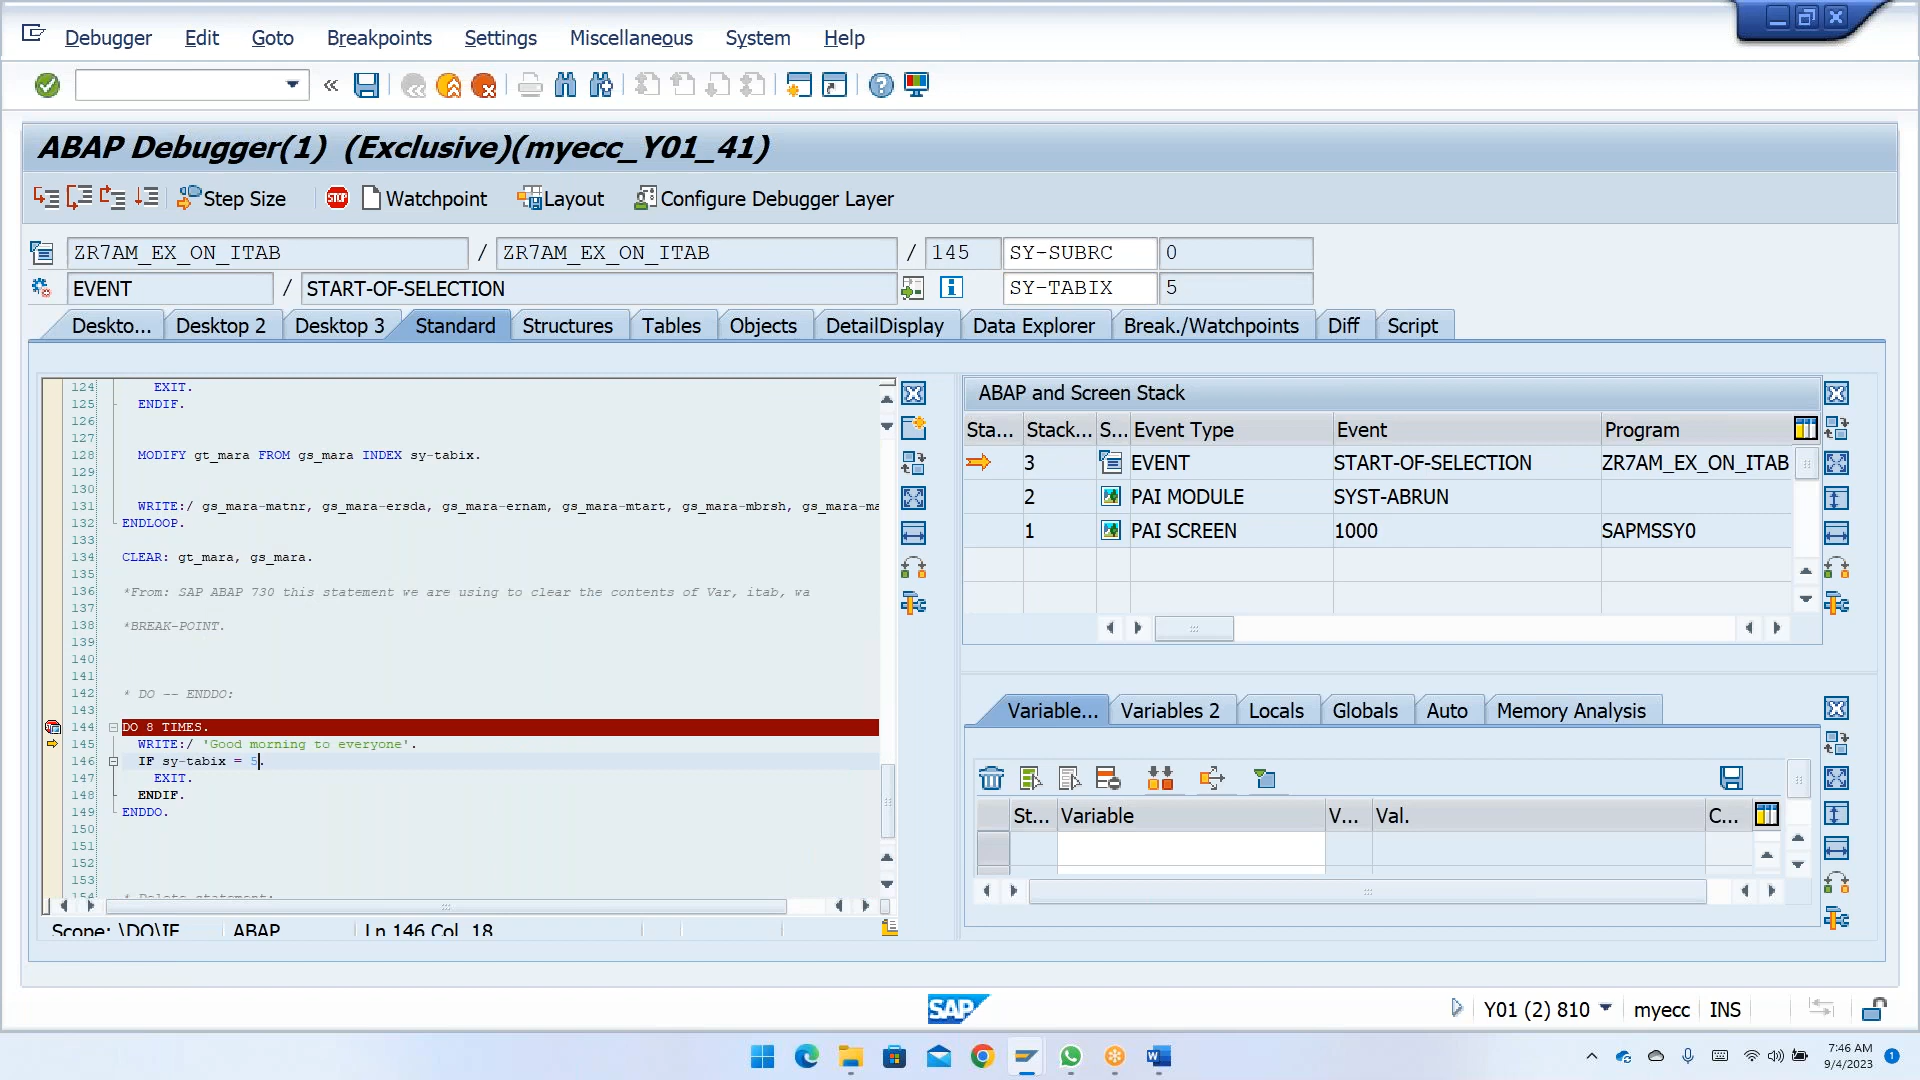 Debugger Edit Goto Breakpoints Settings Miscellaneous System Help
ABAP Debugger(1) (Exclusive)(myecc_Y01_41)
Step Size STOP Watchpoint Layout Configure Debugger Layer
ZR7AM_EX_ON_ITAB / ZR7AM_EX_ON_ITAB / 145 SY-SUBRC 0
EVENT / START-OF-SELECTION SY-TABIX 5
Deskto... Desktop 2 Desktop 3 Standard Structures Tables Objects DetailDisplay Data Explorer Break./Watchpoints Diff Script
124 EXIT.
125 ENDIF.
126
127
128 MODIFY gt_mara FROM gs_mara INDEX sy-tabix.
129
130
131 WRITE:/ gs_mara-matnr, gs_mara-ersda, gs_mara-ernam, gs_mara-mtart, gs_mara-mbrsh, gs_mara-ma
132 ENDLOOP.
133
134 CLEAR: gt_mara, gs_mara.
135
136 *From: SAP ABAP 730 this statement we are using to clear the contents of Var, itab, wa
137
138 *BREAK-POINT.
139
140
141
142 * DO -- ENDDO:
143
144 DO 8 TIMES.
145 WRITE:/ 'Good morning to everyone'.
146 IF sy-tabix = 5.
147 EXIT.
148 ENDIF.
149 ENDDO.
150
151
152
153
154 * Delete statement:
Scope: \DO\IF ABAP Ln 146 Col 18
ABAP and Screen Stack
Sta... Stack... S... Event Type Event Program
3 EVENT START-OF-SELECTION ZR7AM_EX_ON_ITAB
2 PAI MODULE SYST-ABRUN
1 PAI SCREEN 1000 SAPMSSY0
Variable... Variables 2 Locals Globals Auto Memory Analysis
St... Variable V... Val. C...
SAP
Y01 (2) 810 myecc INS
7:46 AM
9/4/2023
1